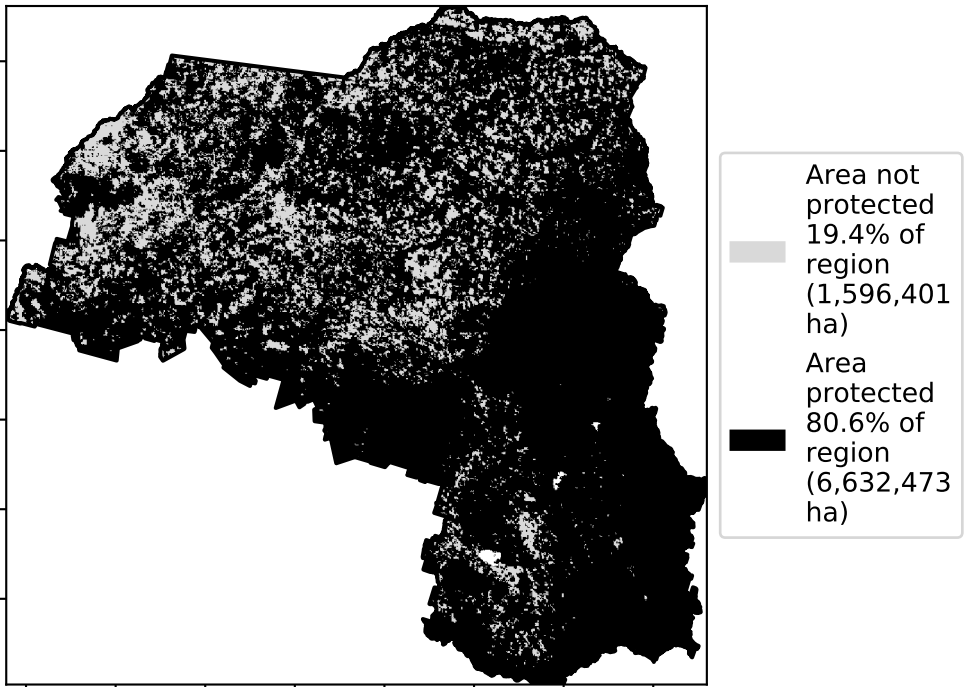 Area not
protected
19.4% of
region
(1,596,401
ha)
Area
protected
80.6% of
region
(6,632,473
ha)